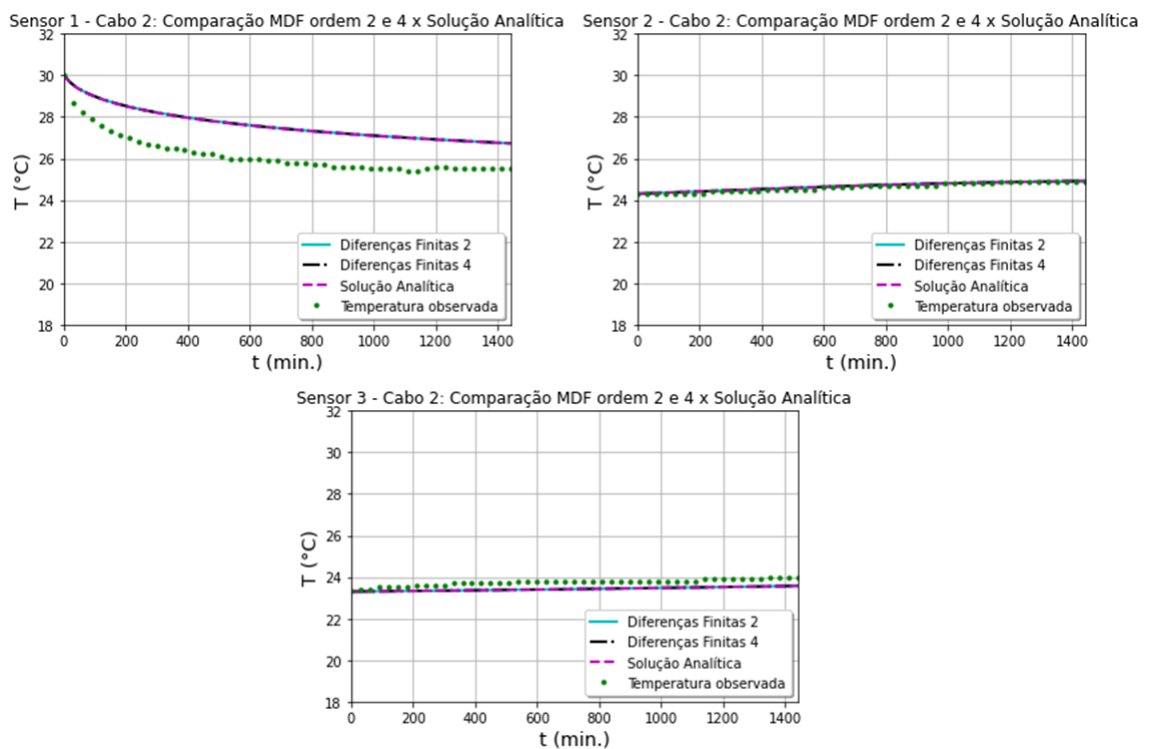 Sensor 1 - Cabo 2: Comparação MDF ordem 2 e 4 x Solução Analítica
32
30
28
26
24
22
20
18
T (°C)
Diferenças Finitas 2
Diferenças Finitas 4
Solução Analítica
Temperatura observada
0 200 400 600 800 1000 1200 1400
t (min.)
Sensor 2 - Cabo 2: Comparação MDF ordem 2 e 4 x Solução Analítica
32
30
28
26
24
22
20
18
T (°C)
Diferenças Finitas 2
Diferenças Finitas 4
Solução Analítica
Temperatura observada
0 200 400 600 800 1000 1200 1400
t (min.)
Sensor 3 - Cabo 2: Comparação MDF ordem 2 e 4 x Solução Analítica
32
30
28
26
24
22
20
18
T (°C)
Diferenças Finitas 2
Diferenças Finitas 4
Solução Analítica
Temperatura observada
0 200 400 600 800 1000 1200 1400
t (min.)